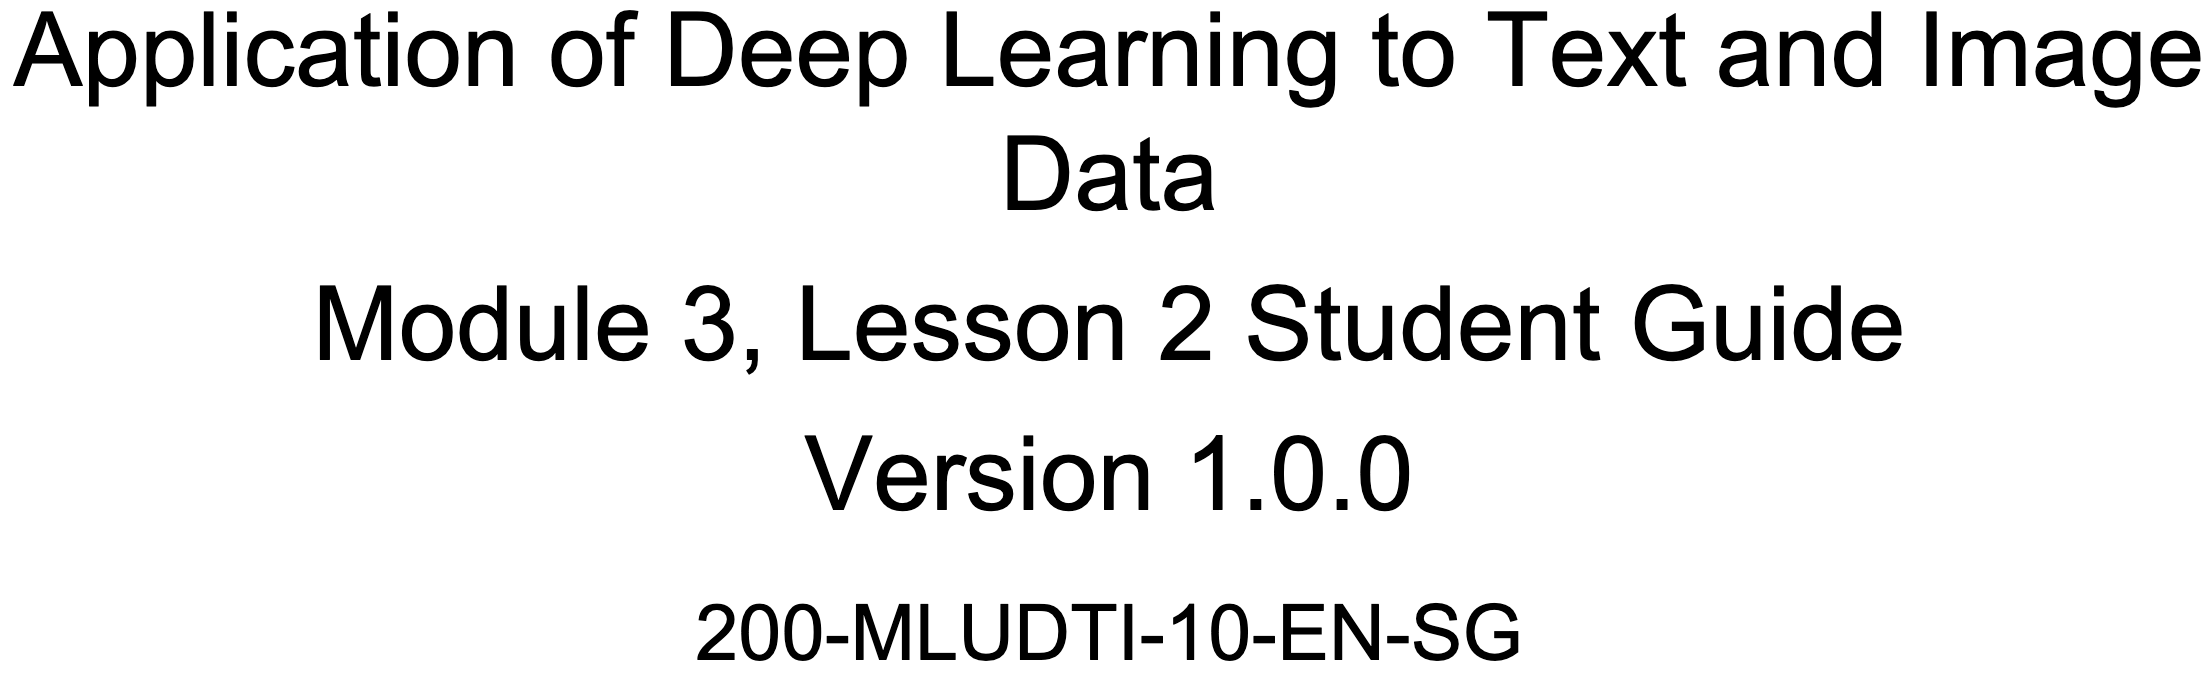 Application of Deep Learning to Text and Image
Data
Module 3, Lesson 2 Student Guide
Version 1.0.0
200-MLUDTI-10-EN-SG